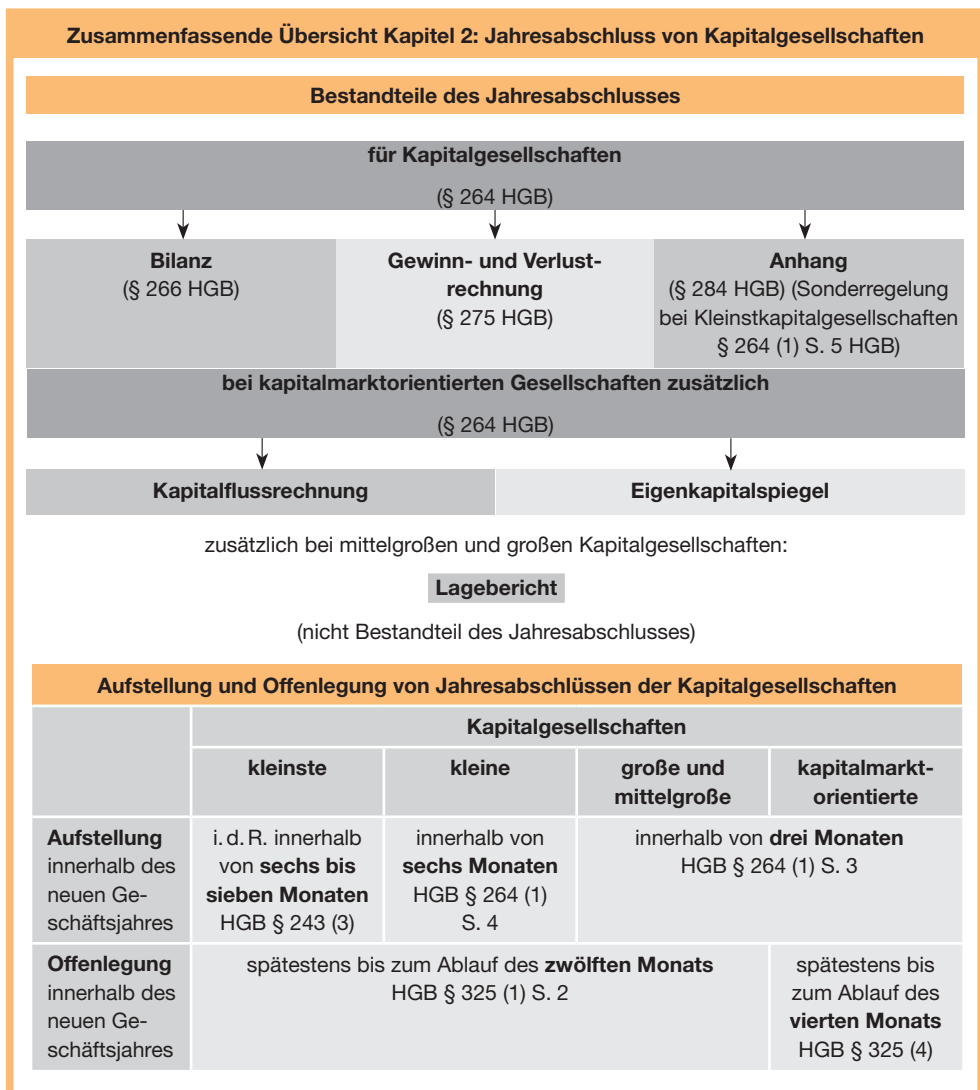 Zusammenfassende Übersicht Kapitel 2: Jahresabschluss von Kapitalgesellschaften
Bestandteile des Jahresabschlusses
für Kapitalgesellschaften
(§ 264 HGB)
Bilanz
(§ 266 HGB)
Gewinn- und Verlust-
rechnung
(§ 275 HGB)
Anhang
(§ 284 HGB) (Sonderregelung
bei Kleinstkapitalgesellschaften
§ 264 (1) S. 5 HGB)
bei kapitalmarktorientierten Gesellschaften zusätzlich
(§ 264 HGB)
Kapitalflussrechnung
Eigenkapitalspiegel
zusätzlich bei mittelgroßen und großen Kapitalgesellschaften:
Lagebericht
(nicht Bestandteil des Jahresabschlusses)
Aufstellung und Offenlegung von Jahresabschlüssen der Kapitalgesellschaften
Kapitalgesellschaften
kleinste
kleine
große und
mittelgroße
kapitalmarkt-
orientierte
Aufstellung
innerhalb des
neuen Ge-
schäftsjahres
i. d. R. innerhalb
von sechs bis
sieben Monaten
HGB § 243 (3)
innerhalb von
sechs Monaten
HGB § 264 (1)
S. 4
innerhalb von drei Monaten
HGB § 264 (1) S. 3
Offenlegung
innerhalb des
neuen Ge-
schäftsjahres
spätestens bis zum Ablauf des zwölften Monats
HGB § 325 (1) S. 2
spätestens bis
zum Ablauf des
vierten Monats
HGB § 325 (4)